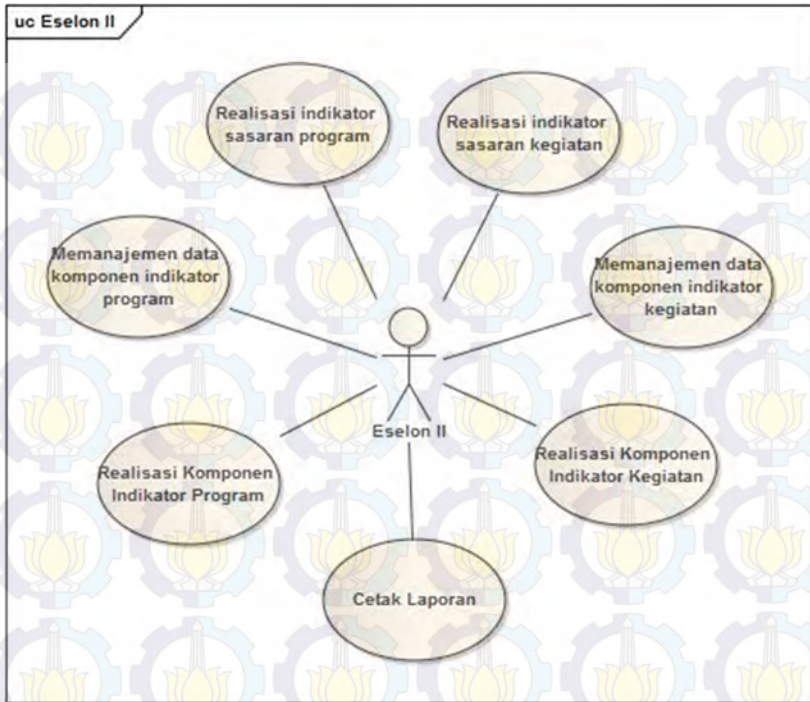 uc Eselon II
Realisasi indikator
sasaran program
Realisasi indikator
sasaran kegiatan
Memanajemen data
komponen indikator
program
Memanajemen data
komponen indikator
kegiatan
Eselon II
Realisasi Komponen
Indikator Program
Realisasi Komponen
Indikator Kegiatan
Cetak Laporan